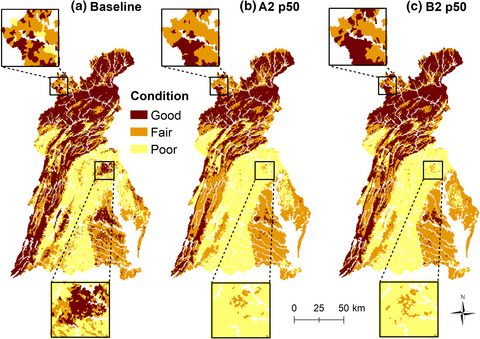 (a) Baseline
(b) A2 p50
(c) B2 p50
Condition
Good
Fair
Poor
0 25 50 km
N